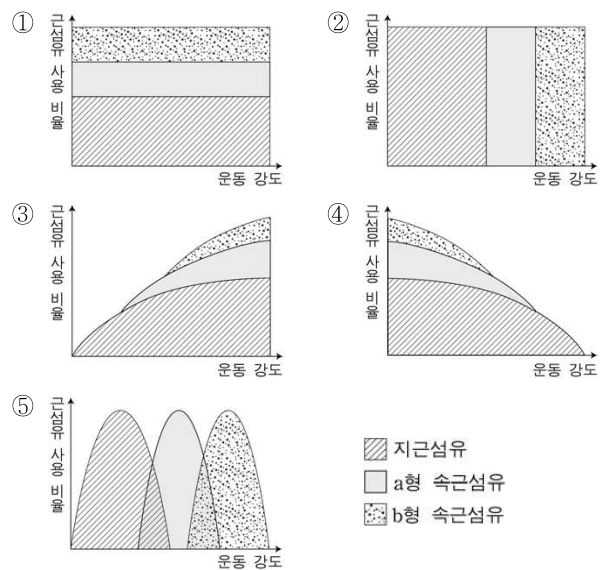 ①
근섬유 사용 비율
운동 강도
②
근섬유 사용 비율
운동 강도
③
근섬유 사용 비율
운동 강도
④
근섬유 사용 비율
운동 강도
⑤
근섬유 사용 비율
운동 강도
지근섬유
a형 속근섬유
b형 속근섬유